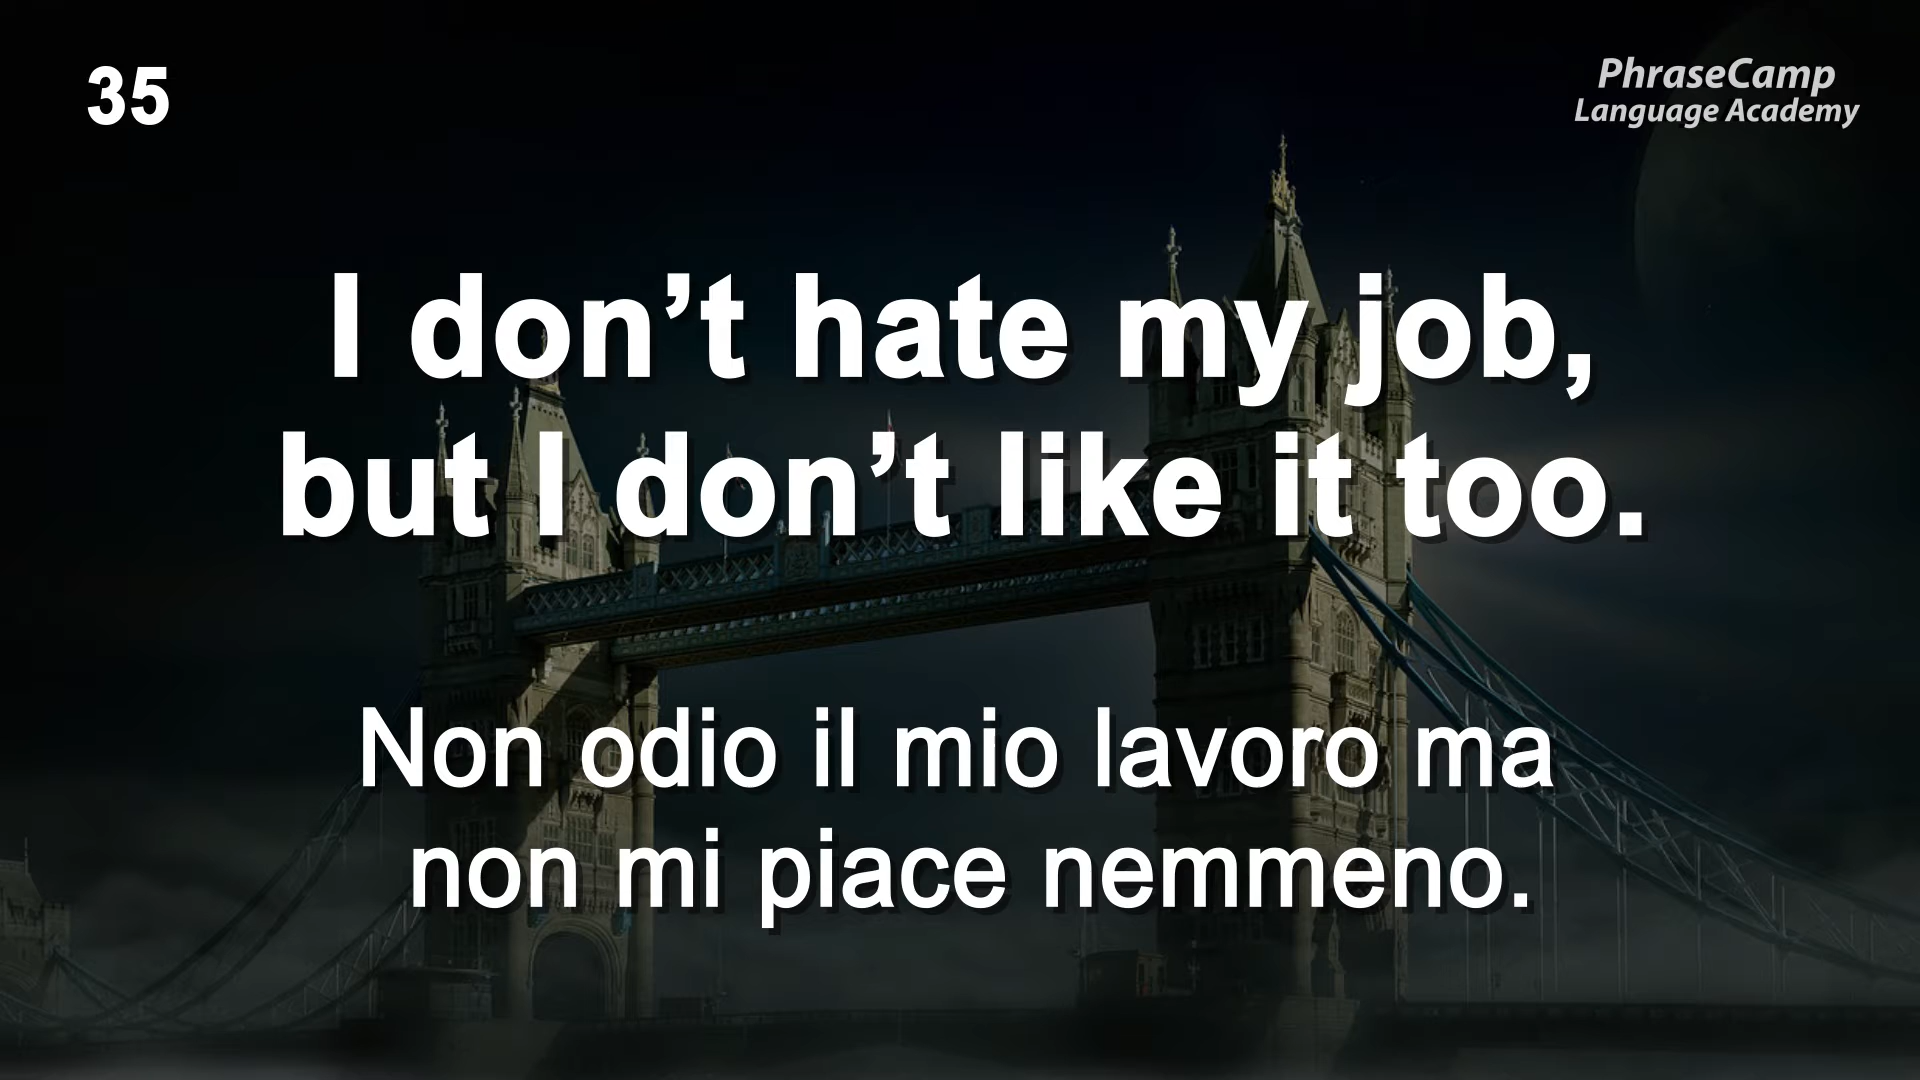 35
PhraseCamp
Language Academy
I don’t hate my job,
but I don’t like it too.
Non odio il mio lavoro ma
non mi piace nemmeno.